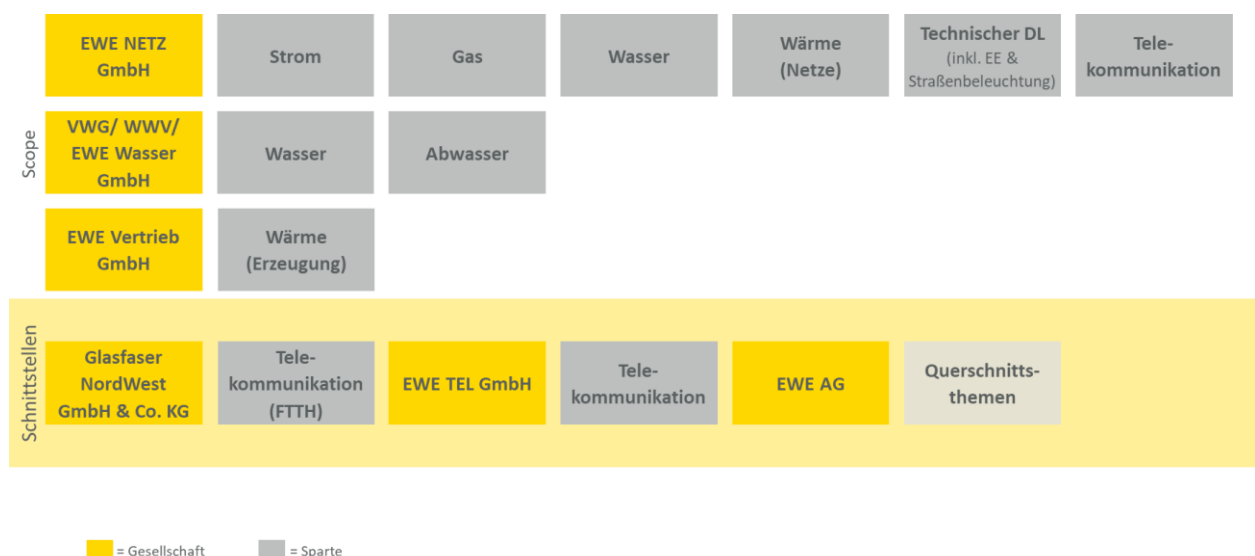 EWE NETZ
GmbH
Strom
Gas
Wasser
Wärme
(Netze)
Technischer DL
(inkl. EE &
Straßenbeleuchtung)
Tele-
kommunikation
Scope
VWG/ WWV/
EWE Wasser
GmbH
Wasser
Abwasser
EWE Vertrieb
GmbH
Wärme
(Erzeugung)
Schnittstellen
Glasfaser
NordWest
GmbH & Co. KG
Tele-
kommunikation
(FTTH)
EWE TEL GmbH
Tele-
kommunikation
EWE AG
Querschnitts-
themen
= Gesellschaft
= Sparte